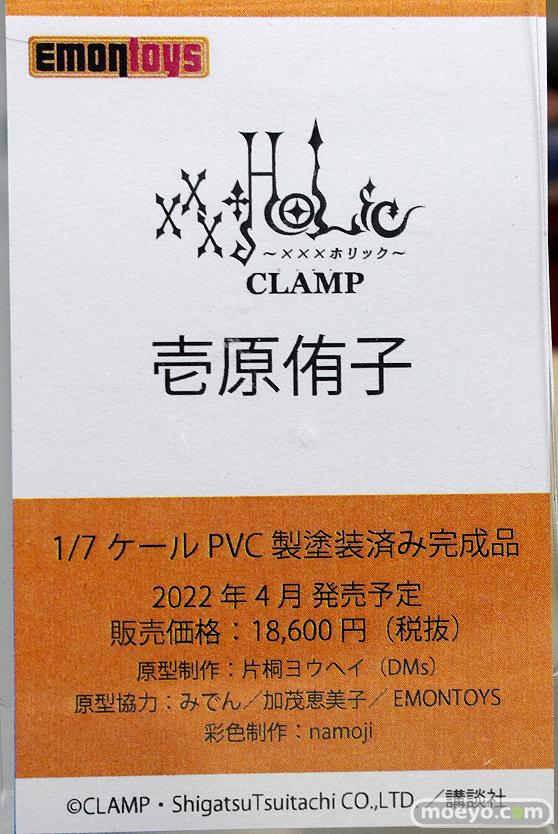 EMONTOYS
×××HOLiC
~×××ホリック~
CLAMP
壱原侑子
1/7 ケール PVC 製塗装済み完成品
2022 年 4 月 発売予定
販売価格：18,600 円（税抜）
原型制作：片桐ヨウヘイ（DMs）
原型協力：みでん／加茂恵美子／ EMONTOYS
彩色制作：namoji
©CLAMP・ShigatsuTsuitachi CO.,LTD.／講談社
moeyo.com